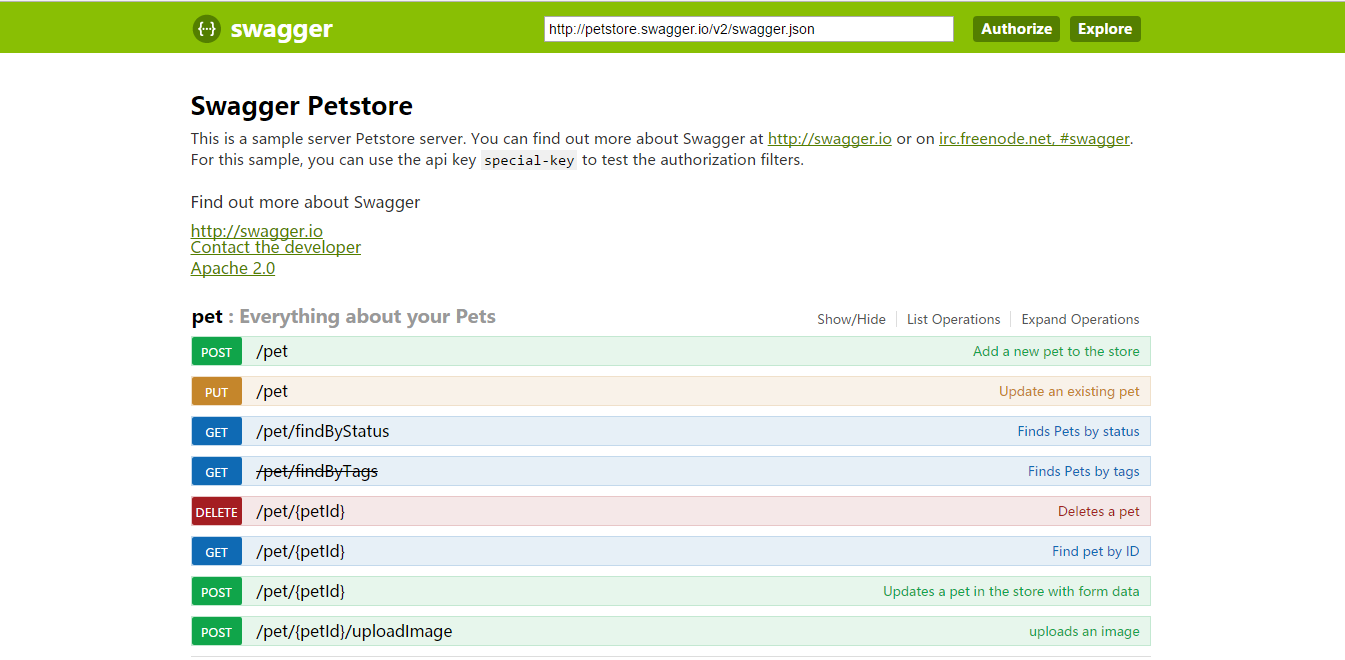 {···} swagger http://petstore.swagger.io/v2/swagger.json Authorize Explore
Swagger Petstore
This is a sample server Petstore server. You can find out more about Swagger at http://swagger.io or on irc.freenode.net, #swagger.
For this sample, you can use the api key special-key to test the authorization filters.
Find out more about Swagger
http://swagger.io
Contact the developer
Apache 2.0
pet : Everything about your Pets Show/Hide List Operations Expand Operations
POST /pet Add a new pet to the store
PUT /pet Update an existing pet
GET /pet/findByStatus Finds Pets by status
GET /pet/findByTags Finds Pets by tags
DELETE /pet/{petId} Deletes a pet
GET /pet/{petId} Find pet by ID
POST /pet/{petId} Updates a pet in the store with form data
POST /pet/{petId}/uploadImage uploads an image